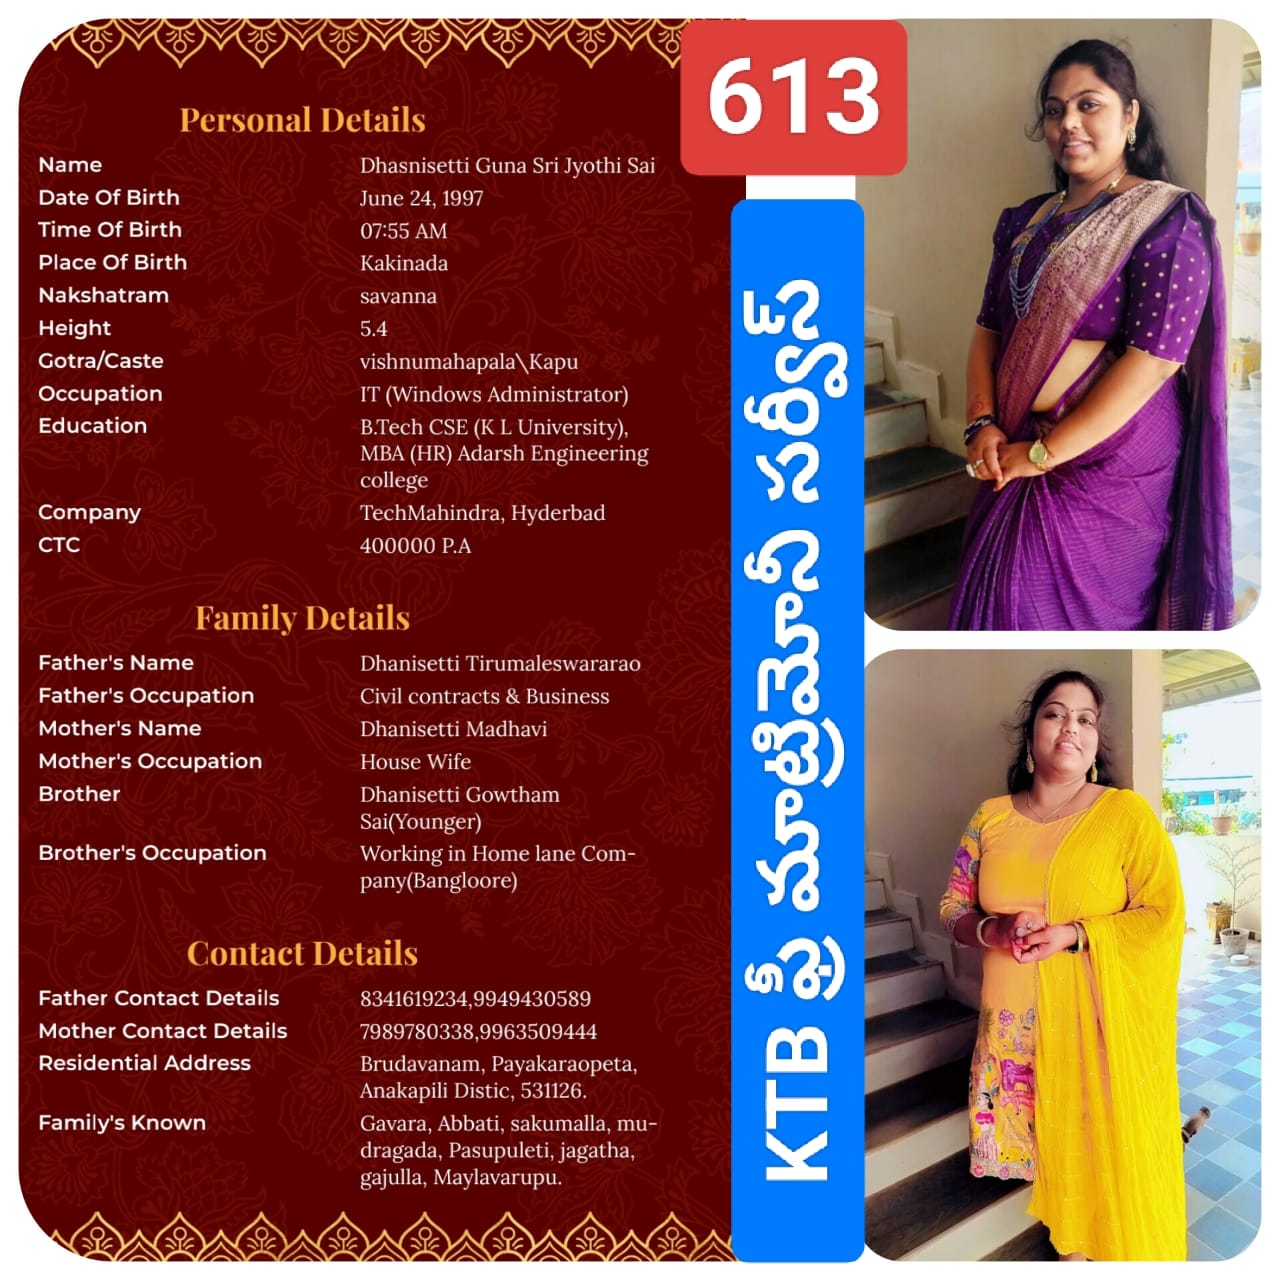 613
Personal Details
Name Dhasnisetti Guna Sri Jyothi Sai
Date Of Birth June 24, 1997
Time Of Birth 07:55 AM
Place Of Birth Kakinada
Nakshatram savanna
Height 5.4
Gotra/Caste vishnumahapala\Kapu
Occupation IT (Windows Administrator)
Education B.Tech CSE (K L University),
MBA (HR) Adarsh Engineering
college
Company TechMahindra, Hyderbad
CTC 400000 P.A
Family Details
Father's Name Dhanisetti Tirumaleswararao
Father's Occupation Civil contracts & Business
Mother's Name Dhanisetti Madhavi
Mother's Occupation House Wife
Brother Dhanisetti Gowtham
Sai(Younger)
Brother's Occupation Working in Home lane Com-
pany(Bangloore)
Contact Details
Father Contact Details 8341619234,9949430589
Mother Contact Details 7989780338,9963509444
Residential Address Brudavanam, Payakaraopeta,
Anakapili Distic, 531126.
Family's Known Gavara, Abbati, sakumalla, mu-
dragada, Pasupuleti, jagatha,
gajulla, Maylavarupu.
KTB ఫ్రీ మాట్రిమోని సర్వీస్